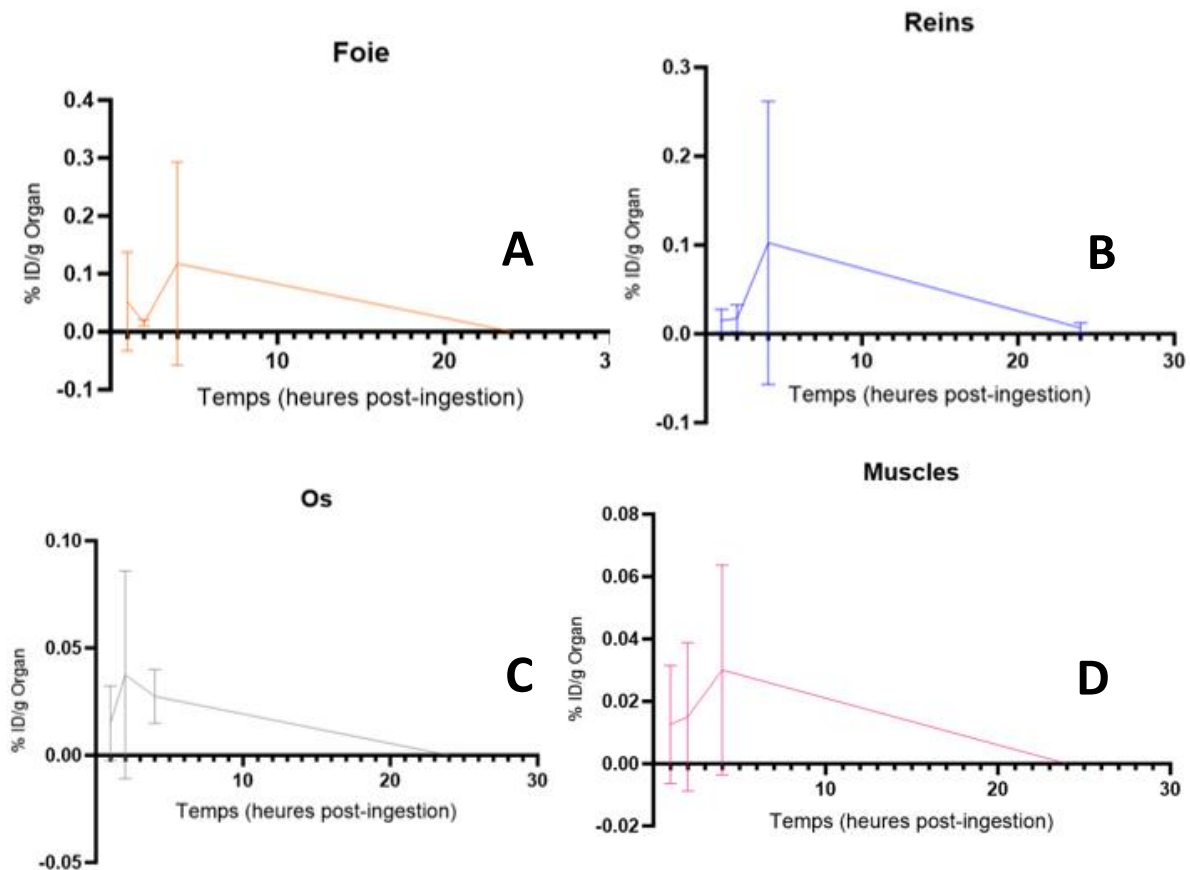 Foie
0.4
0.3
0.2
0.1
0.0
-0.1
% ID/g Organ
10
20
3
Temps (heures post-ingestion)
A
Reins
0.3
0.2
0.1
0.0
-0.1
% ID/g Organ
10
20
30
Temps (heures post-ingestion)
B
Os
0.10
0.05
0.00
-0.05
% ID/g Organ
10
20
30
Temps (heures post-ingestion)
C
Muscles
0.08
0.06
0.04
0.02
0.00
-0.02
% ID/g Organ
10
20
30
Temps (heures post-ingestion)
D